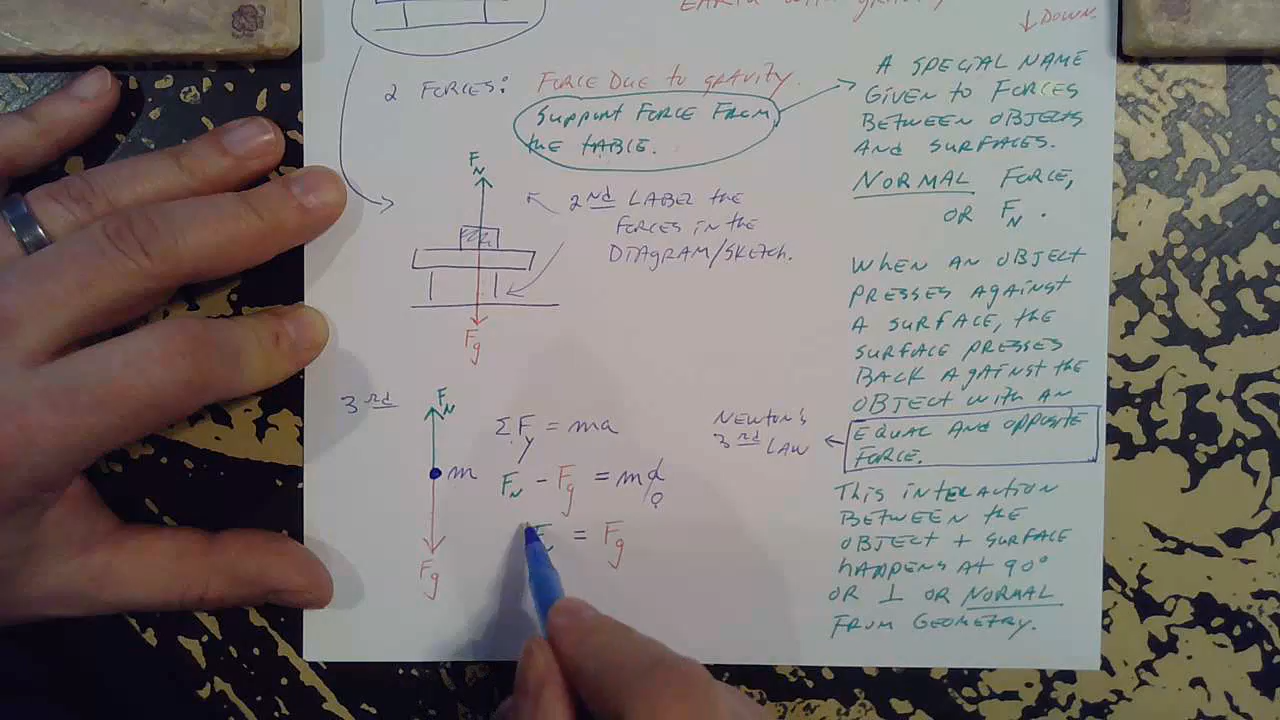 EARTH WITH gRAVITY
↓ DOWN.
2 FORCES: FORCE DUE to gRAVITY.
SUPPORT FORCE FROM
the tABLE.
A SPECIAL NAME
GIVEN to FORCES
BETWEEN OBJECTS
AND SURFACES.
NORMAL FORCE,
OR F_N.
F_N
2nd LABEL the
FORCES IN the
DIAgRAM/SKEtCH.
F_g
WHEN AN OBJECT
PRESSES AGAINST
A SURFACE, the
SURFACE PRESSES
BACK AGAINST the
OBJECT WITH AN
EQUAL AND OPPOSITE
FORCE.
NEWTON'S
3rd LAW
THIS INTERACTION
BETWEEN the
OBJECT + SURFACE
HAPPENS AT 90°
OR ⊥ OR NORMAL
FROM GEOMETRY.
3rd
F_N
m
F_g
ΣF_y = ma
F_N - F_g = ma 0
= F_g